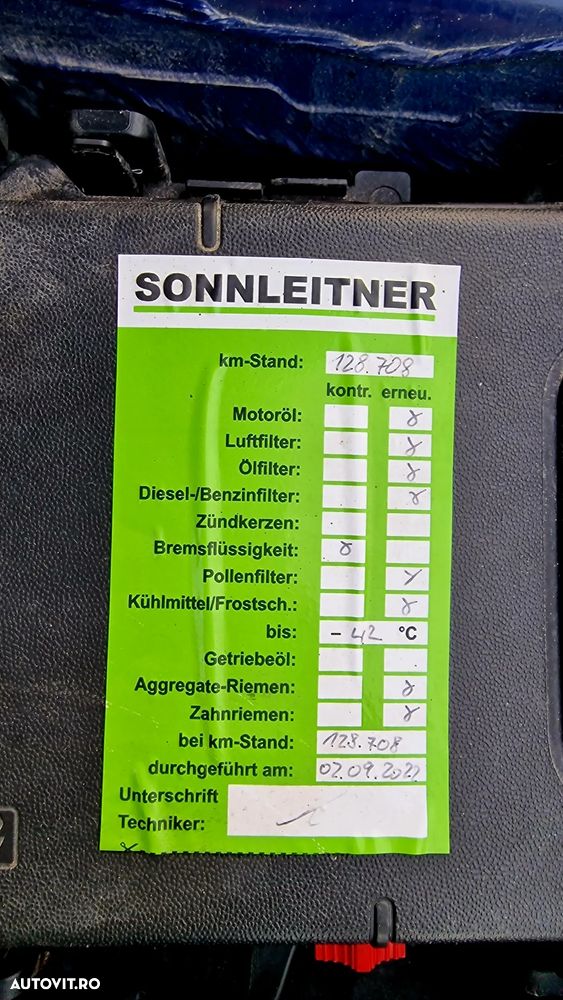 SONNLEITNER
km-Stand: 128.708
kontr. erneu.
Motoröl: x
Luftfilter: x
Ölfilter: x
Diesel-/Benzinfilter: x
Zündkerzen:
Bremsflüssigkeit: x
Pollenfilter: x
Kühlmittel/Frostsch.: x
bis: - 42 °C
Getriebeöl:
Aggregate-Riemen: x
Zahnriemen: x
bei km-Stand: 128.708
durchgeführt am: 02.09.2022
Unterschrift
Techniker:
AUTOVIT.RO